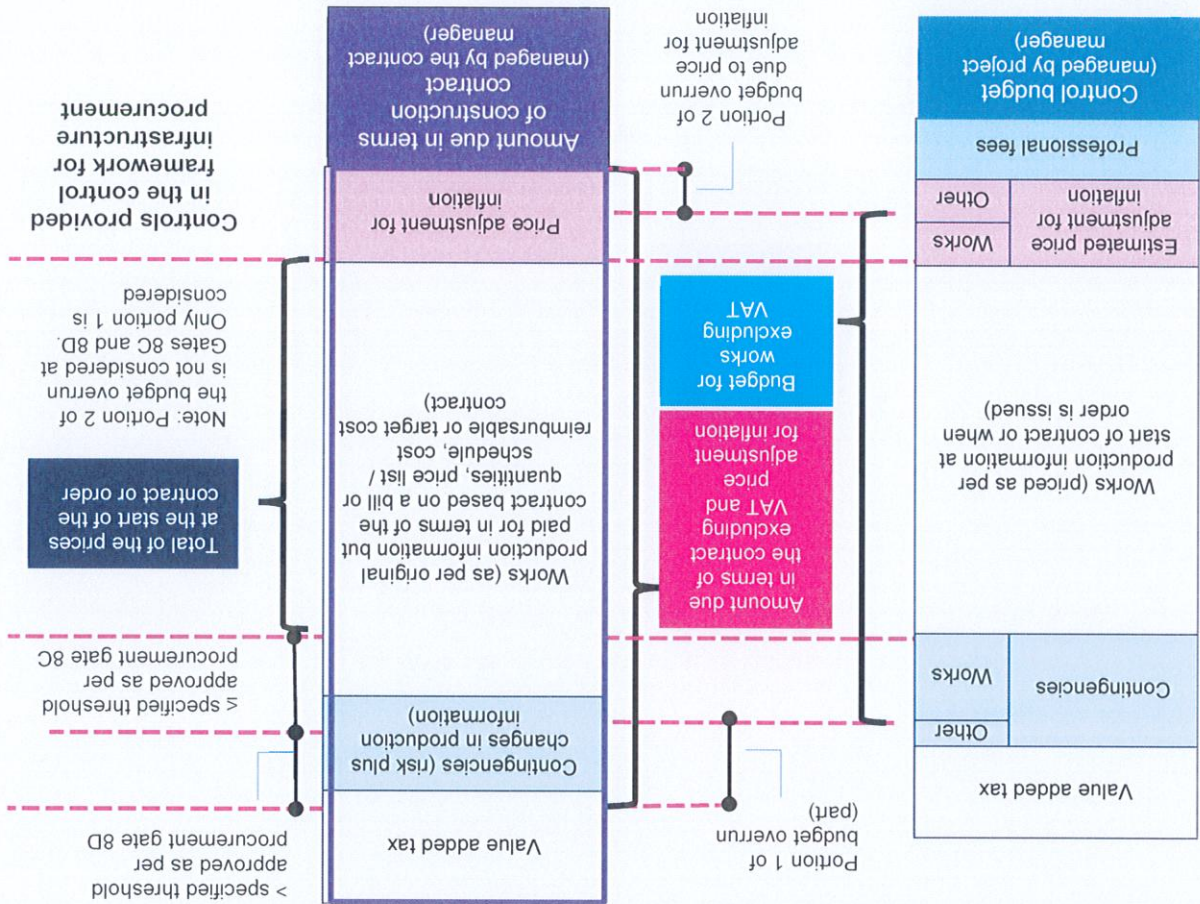 Value added tax
Contingencies
Other
Works
Works (priced as per
production information at
start of contract or when
order is issued)
Estimated price
adjustment for
inflation
Works
Other
Professional fees
Control budget
(managed by project
manager)
Portion 1 of
budget overrun
(part)
Amount due
in terms of
the contract
excluding
VAT and
price
adjustment
for inflation
Budget for
works
excluding
VAT
Portion 2 of
budget overrun
due to price
adjustment for
inflation
Value added tax
Contingencies (risk plus
changes in production
information)
Works (as per original
production information but
paid for in terms of the
contract based on a bill or
quantities, price list /
schedule, cost
reimbursable or target cost
contract)
Price adjustment for
inflation
Amount due in terms
of construction
contract
(managed by the contract
manager)
> specified threshold
approved as per
procurement gate 8D
≤ specified threshold
approved as per
procurement gate 8C
Total of the prices
at the start of the
contract or order
Note: Portion 2 of
the budget overrun
is not considered at
Gates 8C and 8D.
Only portion 1 is
considered
Controls provided
in the control
framework for
infrastructure
procurement